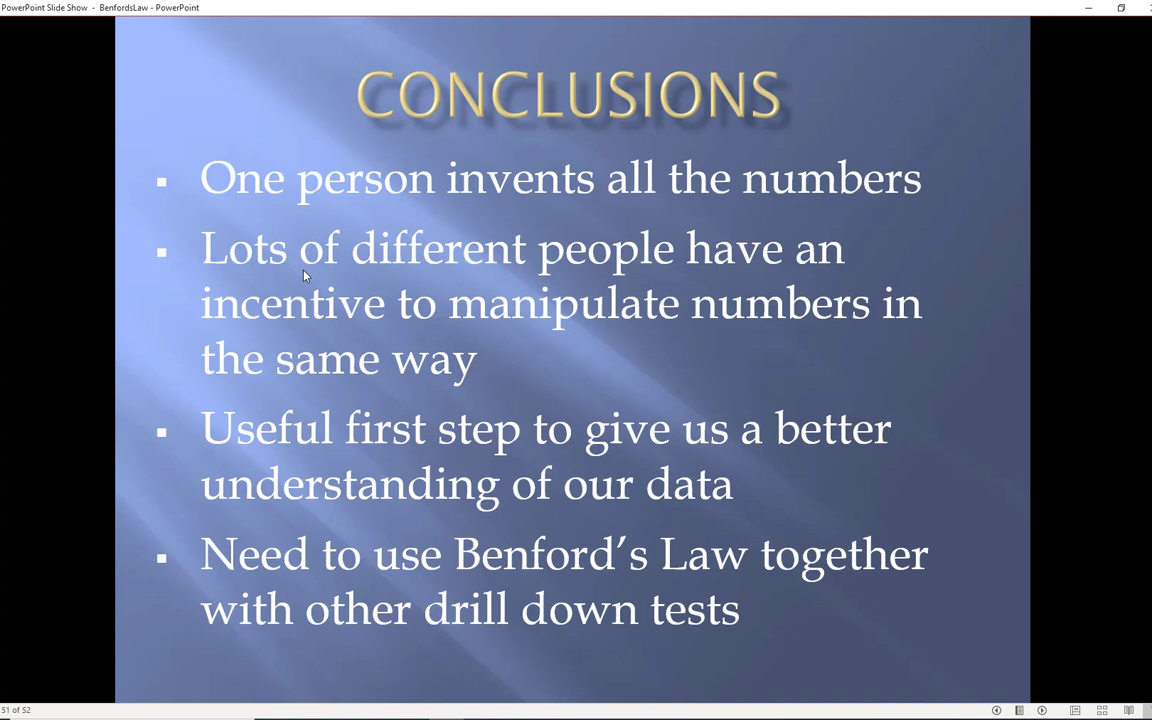 PowerPoint Slide Show - BenfordsLaw - PowerPoint
CONCLUSIONS
▪ One person invents all the numbers
▪ Lots of different people have an
incentive to manipulate numbers in
the same way
▪ Useful first step to give us a better
understanding of our data
▪ Need to use Benford’s Law together
with other drill down tests
51 of 52